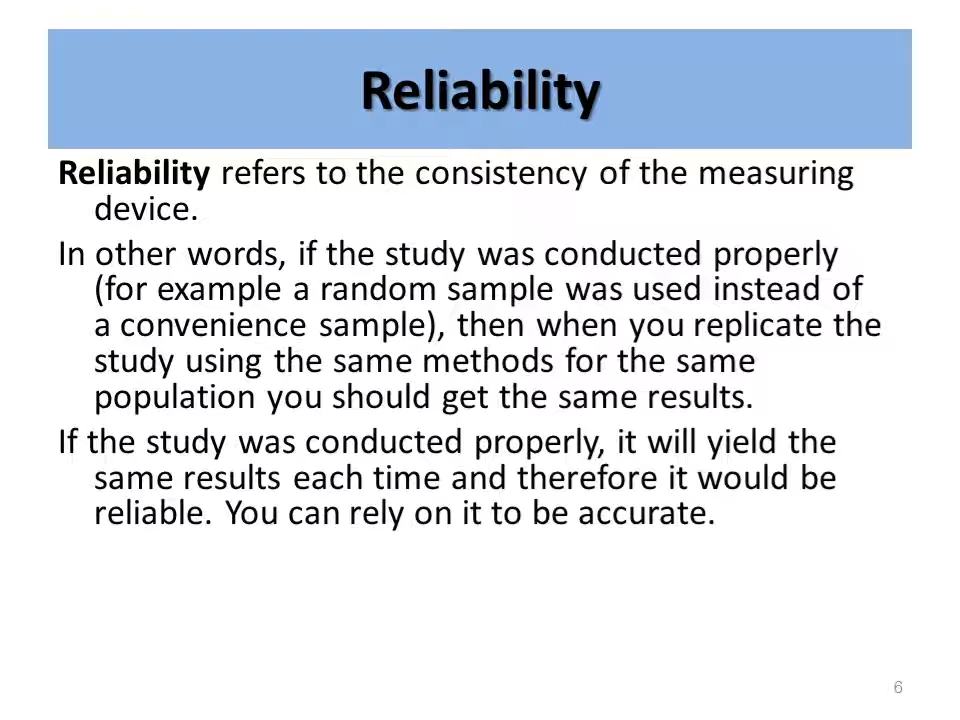 Reliability
Reliability refers to the consistency of the measuring
device.
In other words, if the study was conducted properly
(for example a random sample was used instead of
a convenience sample), then when you replicate the
study using the same methods for the same
population you should get the same results.
If the study was conducted properly, it will yield the
same results each time and therefore it would be
reliable. You can rely on it to be accurate.
6